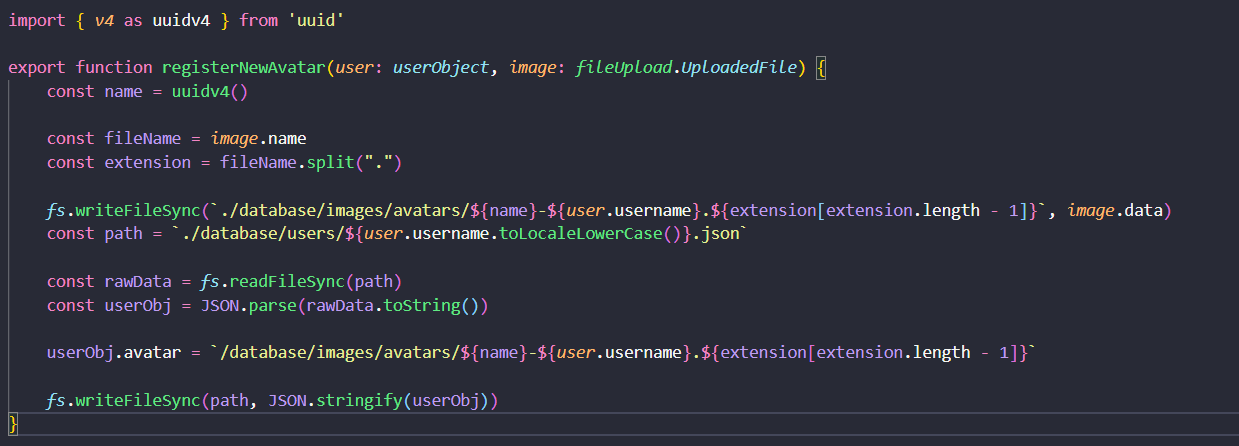 import { v4 as uuidv4 } from 'uuid'
export function registerNewAvatar(user: userObject, image: fileUpload.UploadedFile) {
const name = uuidv4()
const fileName = image.name
const extension = fileName.split(".")
fs.writeFileSync(`./database/images/avatars/${name}-${user.username}.${extension[extension.length - 1]}`, image.data)
const path = `./database/users/${user.username.toLocaleLowerCase()}.json`
const rawData = fs.readFileSync(path)
const userObj = JSON.parse(rawData.toString())
userObj.avatar = `/database/images/avatars/${name}-${user.username}.${extension[extension.length - 1]}`
fs.writeFileSync(path, JSON.stringify(userObj))
}